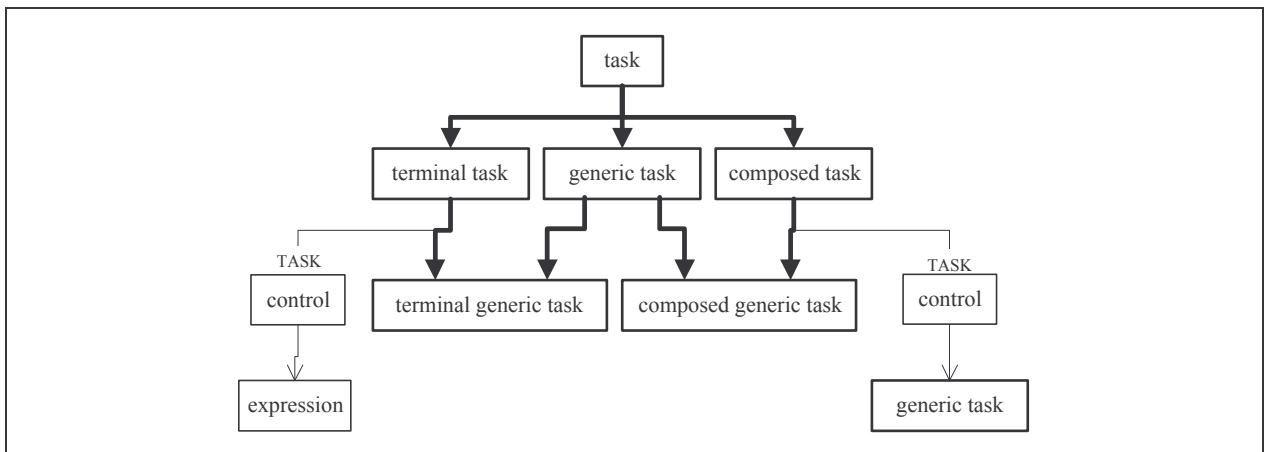 task
terminal task
generic task
composed task
TASK
TASK
control
terminal generic task
composed generic task
control
expression
generic task